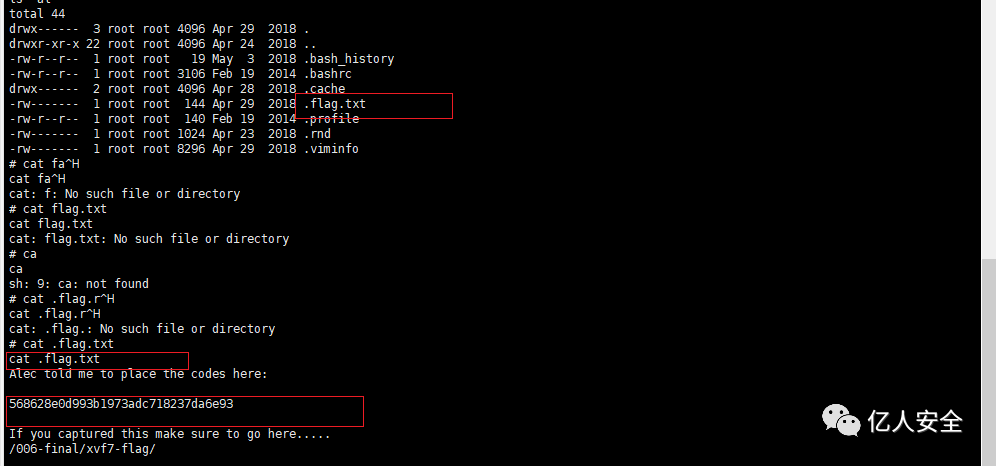 ls -al
total 44
drwx------  3 root root 4096 Apr 29  2018 .
drwxr-xr-x 22 root root 4096 Apr 24  2018 ..
-rw-r--r--  1 root root   19 May  3  2018 .bash_history
-rw-r--r--  1 root root 3106 Feb 19  2014 .bashrc
drwx------  2 root root 4096 Apr 28  2018 .cache
-rw-------  1 root root  144 Apr 29  2018 .flag.txt
-rw-r--r--  1 root root  140 Feb 19  2014 .profile
-rw-------  1 root root 1024 Apr 23  2018 .rnd
-rw-------  1 root root 8296 Apr 29  2018 .viminfo
# cat fa^H
cat fa^H
cat: f: No such file or directory
# cat flag.txt
cat flag.txt
cat: flag.txt: No such file or directory
# ca
ca
sh: 9: ca: not found
# cat .flag.r^H
cat .flag.r^H
cat: .flag.: No such file or directory
# cat .flag.txt
cat .flag.txt
Alec told me to place the codes here:
568628e0d993b1973adc718237da6e93
If you captured this make sure to go here.....
/006-final/xvf7-flag/
亿人安全